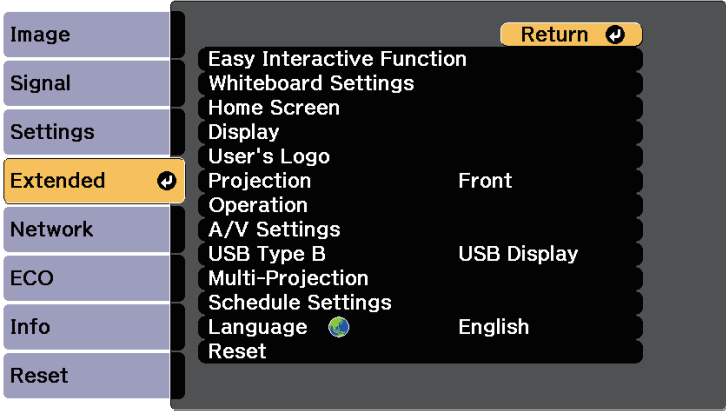 Image
Signal
Settings
Extended
Network
ECO
Info
Reset
Return
Easy Interactive Function
Whiteboard Settings
Home Screen
Display
User's Logo
Projection Front
Operation
A/V Settings
USB Type B USB Display
Multi-Projection
Schedule Settings
Language English
Reset